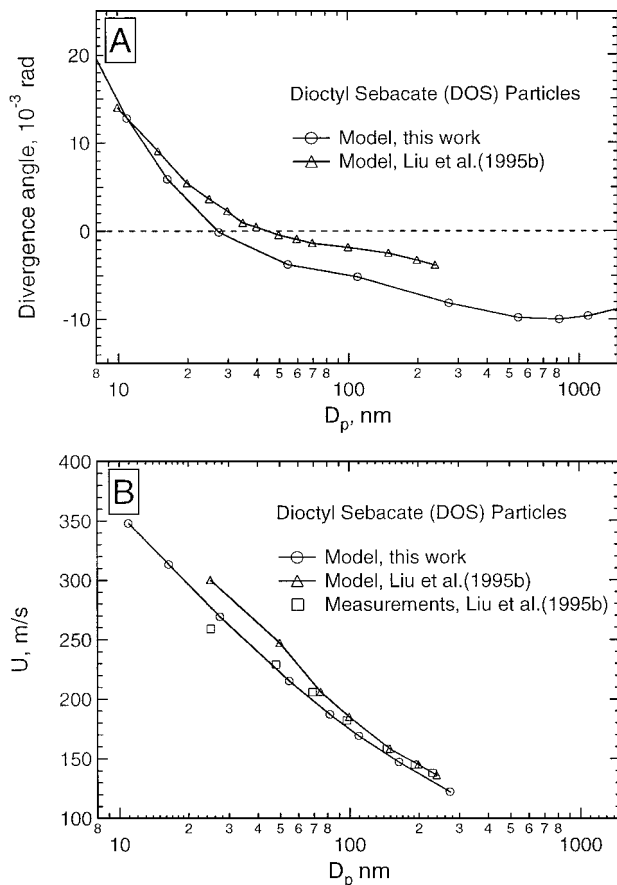 A
Divergence angle, 10⁻³ rad
20
10
0
-10
Dioctyl Sebacate (DOS) Particles
Model, this work
Model, Liu et al.(1995b)
8 2 3 4 5 6 7 8 2 3 4 5 6 7 8
10 100 1000
Dₚ, nm
B
U, m/s
400
350
300
250
200
150
100
Dioctyl Sebacate (DOS) Particles
Model, this work
Model, Liu et al.(1995b)
Measurements, Liu et al.(1995b)
8 2 3 4 5 6 7 8 2 3 4 5 6 7 8
10 100 1000
Dₚ nm